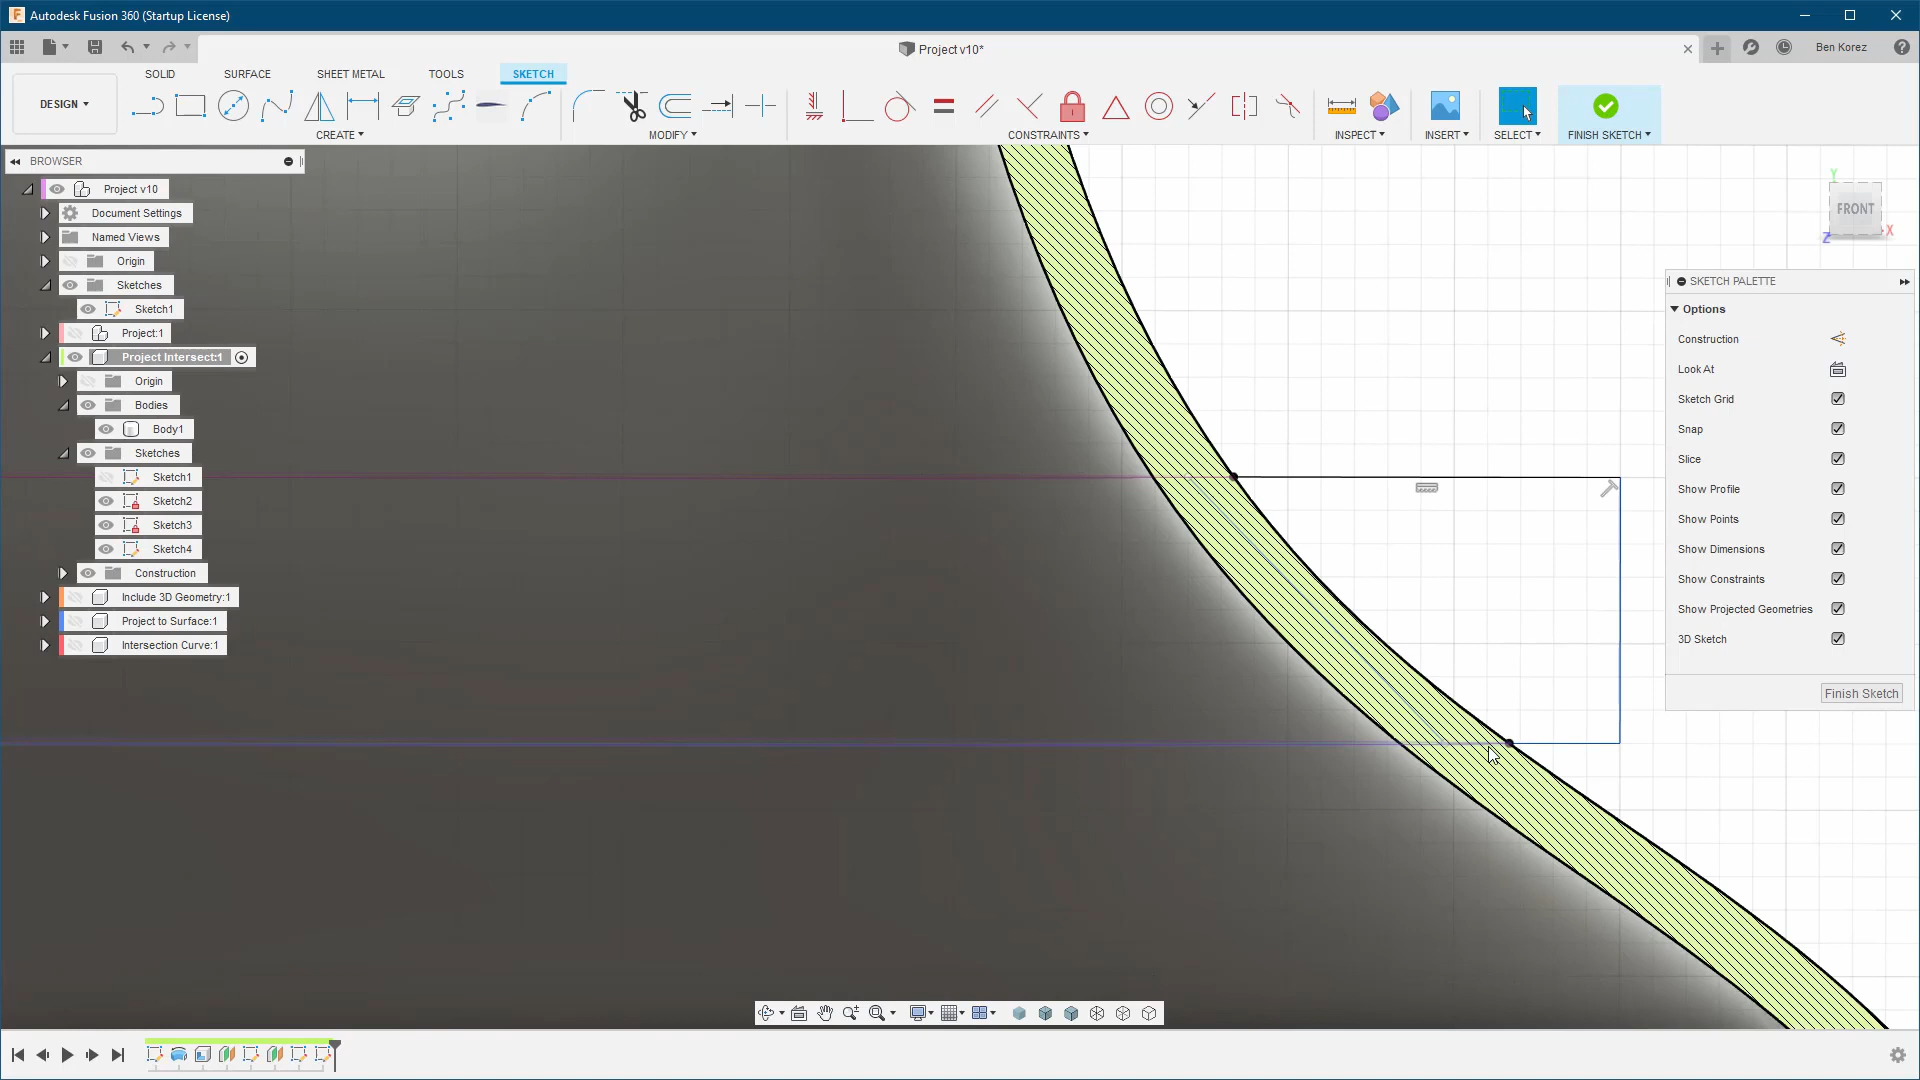 Autodesk Fusion 360 (Startup License)
Project v10*
Ben Korez
DESIGN
SOLID SURFACE SHEET METAL TOOLS SKETCH
CREATE MODIFY CONSTRAINTS INSPECT INSERT SELECT FINISH SKETCH
BROWSER
Project v10
Document Settings
Named Views
Origin
Sketches
Sketch1
Project:1
Project Intersect:1
Origin
Bodies
Body1
Sketches
Sketch1
Sketch2
Sketch3
Sketch4
Construction
Include 3D Geometry:1
Project to Surface:1
Intersection Curve:1
Y
FRONT
X
Z
SKETCH PALETTE
Options
Construction
Look At
Sketch Grid
Snap
Slice
Show Profile
Show Points
Show Dimensions
Show Constraints
Show Projected Geometries
3D Sketch
Finish Sketch